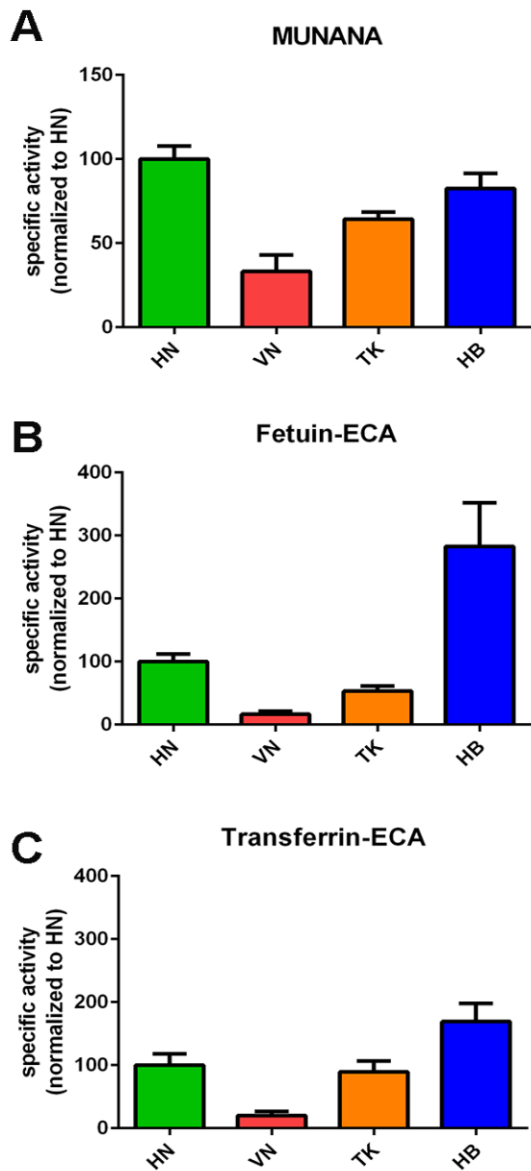 A
MUNANA
specific activity
(normalized to HN)
150
100
50
0
HN
VN
TK
HB
B
Fetuin-ECA
specific activity
(normalized to HN)
400
300
200
100
0
HN
VN
TK
HB
C
Transferrin-ECA
specific activity
(normalized to HN)
400
300
200
100
0
HN
VN
TK
HB